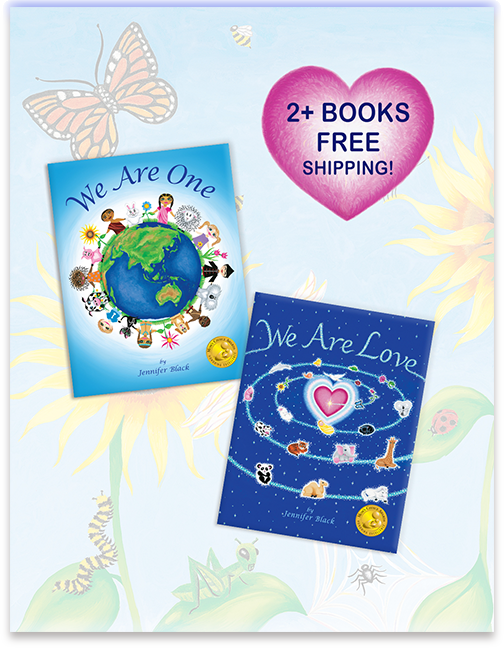 2+ BOOKS
FREE
SHIPPING!
We Are One
by
Jennifer Black
We Are Love
by
Jennifer Black